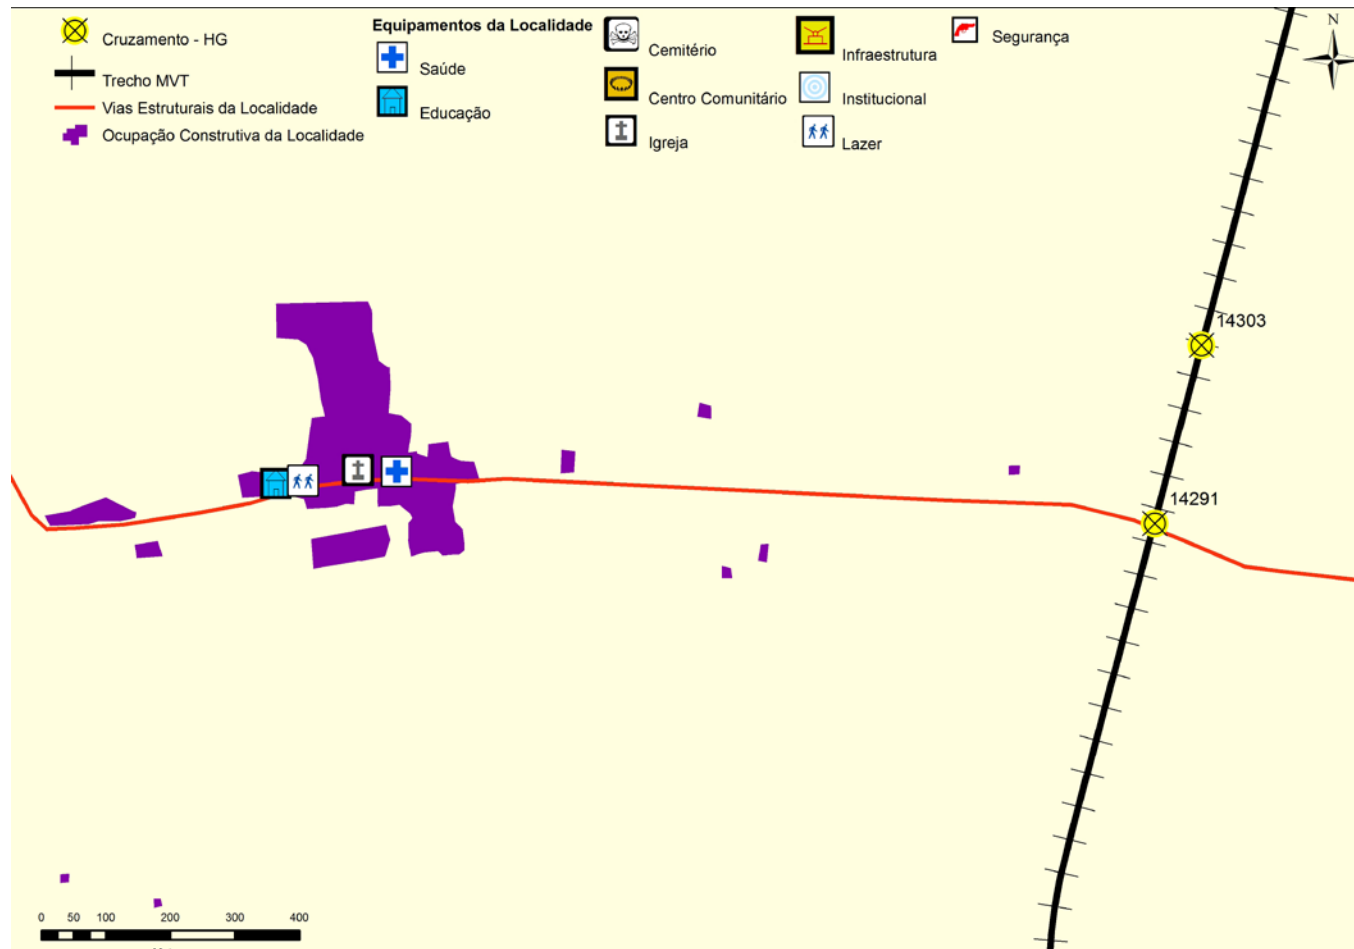 Cruzamento - HG
Trecho MVT
Vias Estruturais da Localidade
Ocupação Construtiva da Localidade
Equipamentos da Localidade
Saúde
Educação
Cemitério
Centro Comunitário
Igreja
Infraestrutura
Institucional
Lazer
Segurança
N
14303
14291
0 50 100 200 300 400